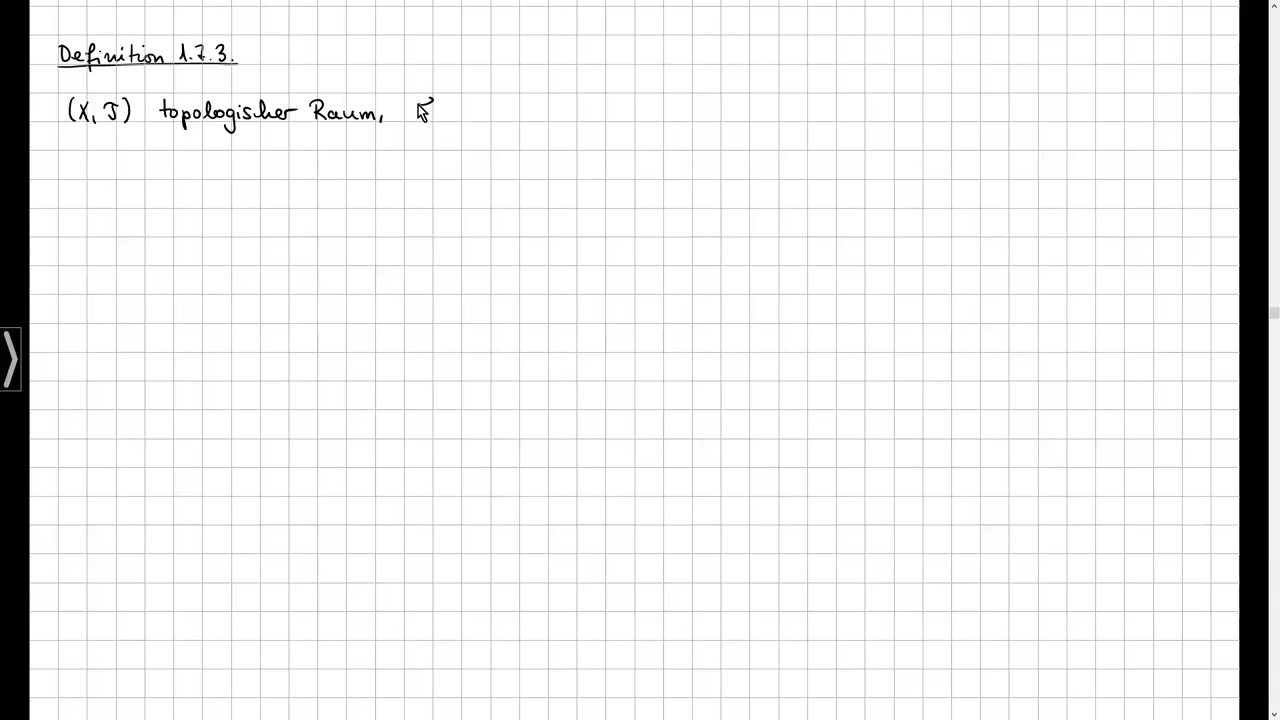 Definition 1.7.3.
(X, T) topologischer Raum,